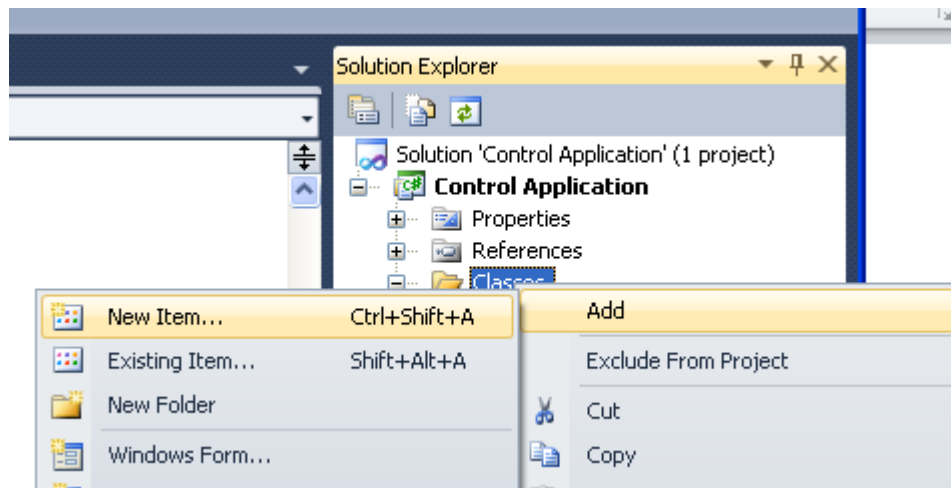 Solution Explorer
Solution 'Control Application' (1 project)
Control Application
Properties
References
Classes
New Item... Ctrl+Shift+A
Existing Item... Shift+Alt+A
New Folder
Windows Form...
Add
Exclude From Project
Cut
Copy